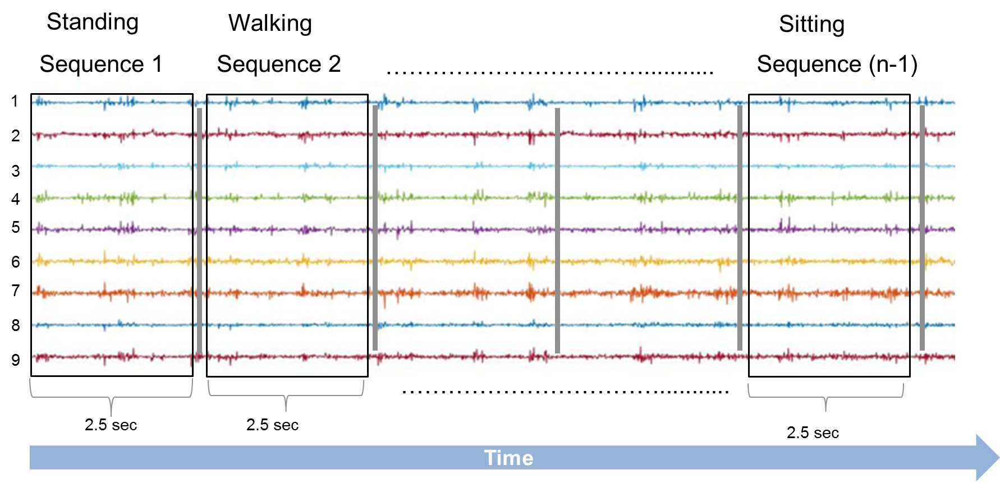 Standing
Walking
Sitting
Sequence 1
Sequence 2
Sequence (n-1)
1
2
3
4
5
6
7
8
9
2.5 sec
2.5 sec
2.5 sec
Time